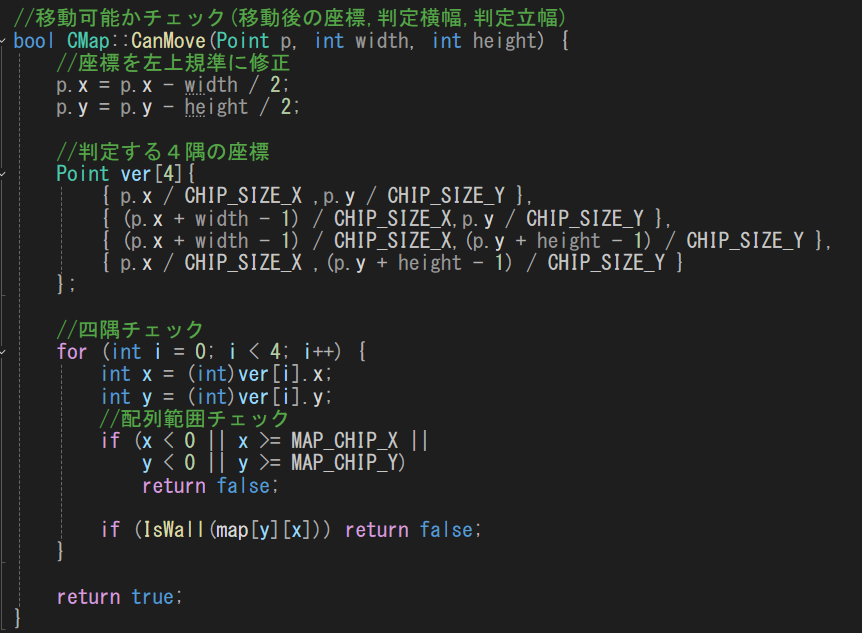 //移動可能かチェック(移動後の座標,判定横幅,判定立幅)
bool CMap::CanMove(Point p, int width, int height) {
    //座標を左上規準に修正
    p.x = p.x - width / 2;
    p.y = p.y - height / 2;

    //判定する４隅の座標
    Point ver[4]{
        { p.x / CHIP_SIZE_X ,p.y / CHIP_SIZE_Y },
        { (p.x + width - 1) / CHIP_SIZE_X,p.y / CHIP_SIZE_Y },
        { (p.x + width - 1) / CHIP_SIZE_X,(p.y + height - 1) / CHIP_SIZE_Y },
        { p.x / CHIP_SIZE_X ,(p.y + height - 1) / CHIP_SIZE_Y }
    };

    //四隅チェック
    for (int i = 0; i < 4; i++) {
        int x = (int)ver[i].x;
        int y = (int)ver[i].y;
        //配列範囲チェック
        if (x < 0 || x >= MAP_CHIP_X ||
            y < 0 || y >= MAP_CHIP_Y)
            return false;

        if (IsWall(map[y][x])) return false;
    }

    return true;
}